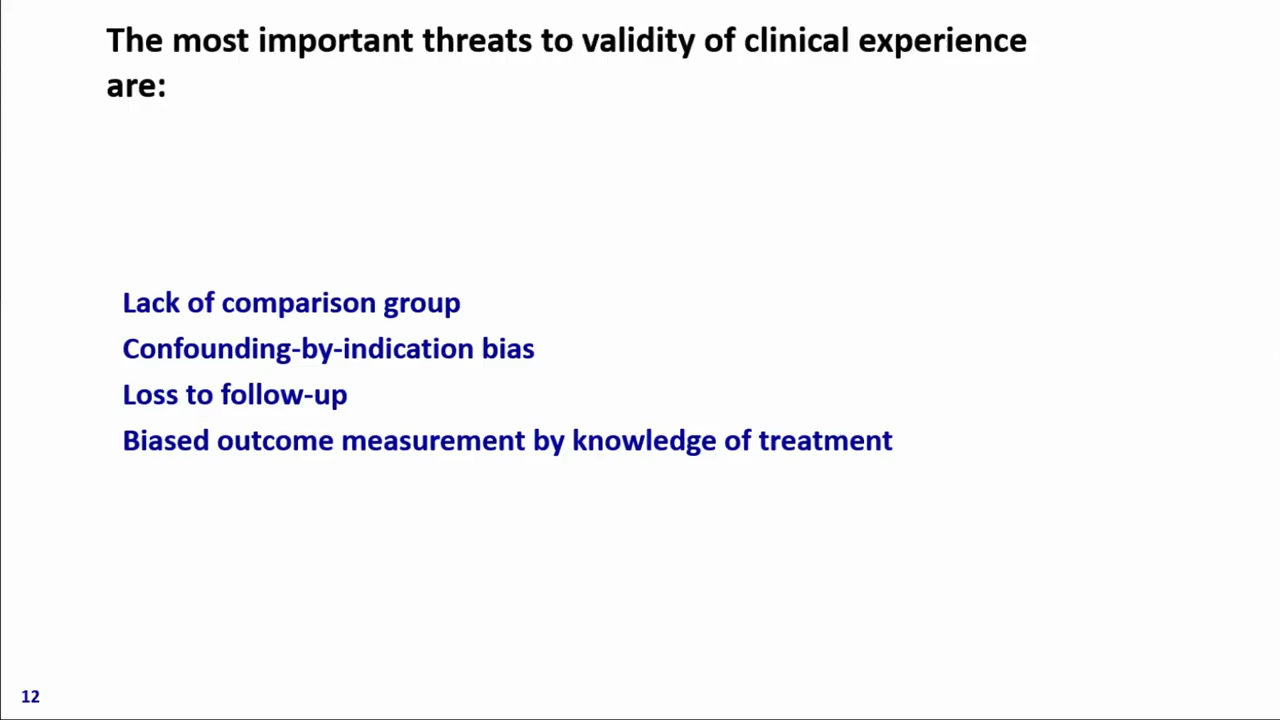 The most important threats to validity of clinical experience
are:
Lack of comparison group
Confounding-by-indication bias
Loss to follow-up
Biased outcome measurement by knowledge of treatment
12